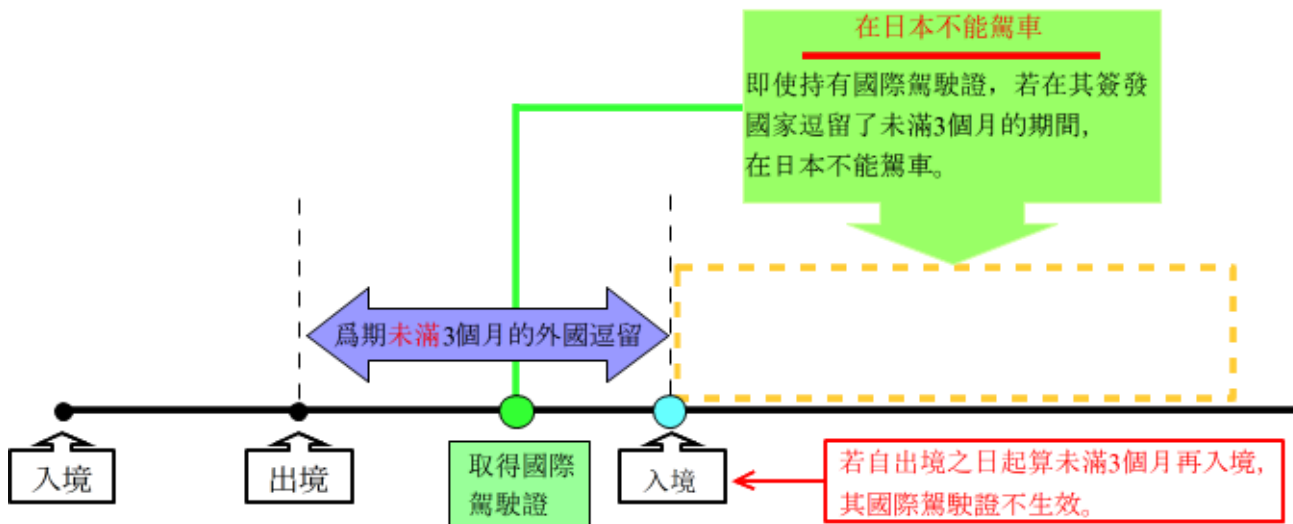 在日本不能駕車
即使持有國際駕駛證，若在其簽發
國家逗留了未滿3個月的期間，
在日本不能駕車。
爲期未滿3個月的外國逗留
入境
出境
取得國際
駕駛證
入境
若自出境之日起算未滿3個月再入境，
其國際駕駛證不生效。